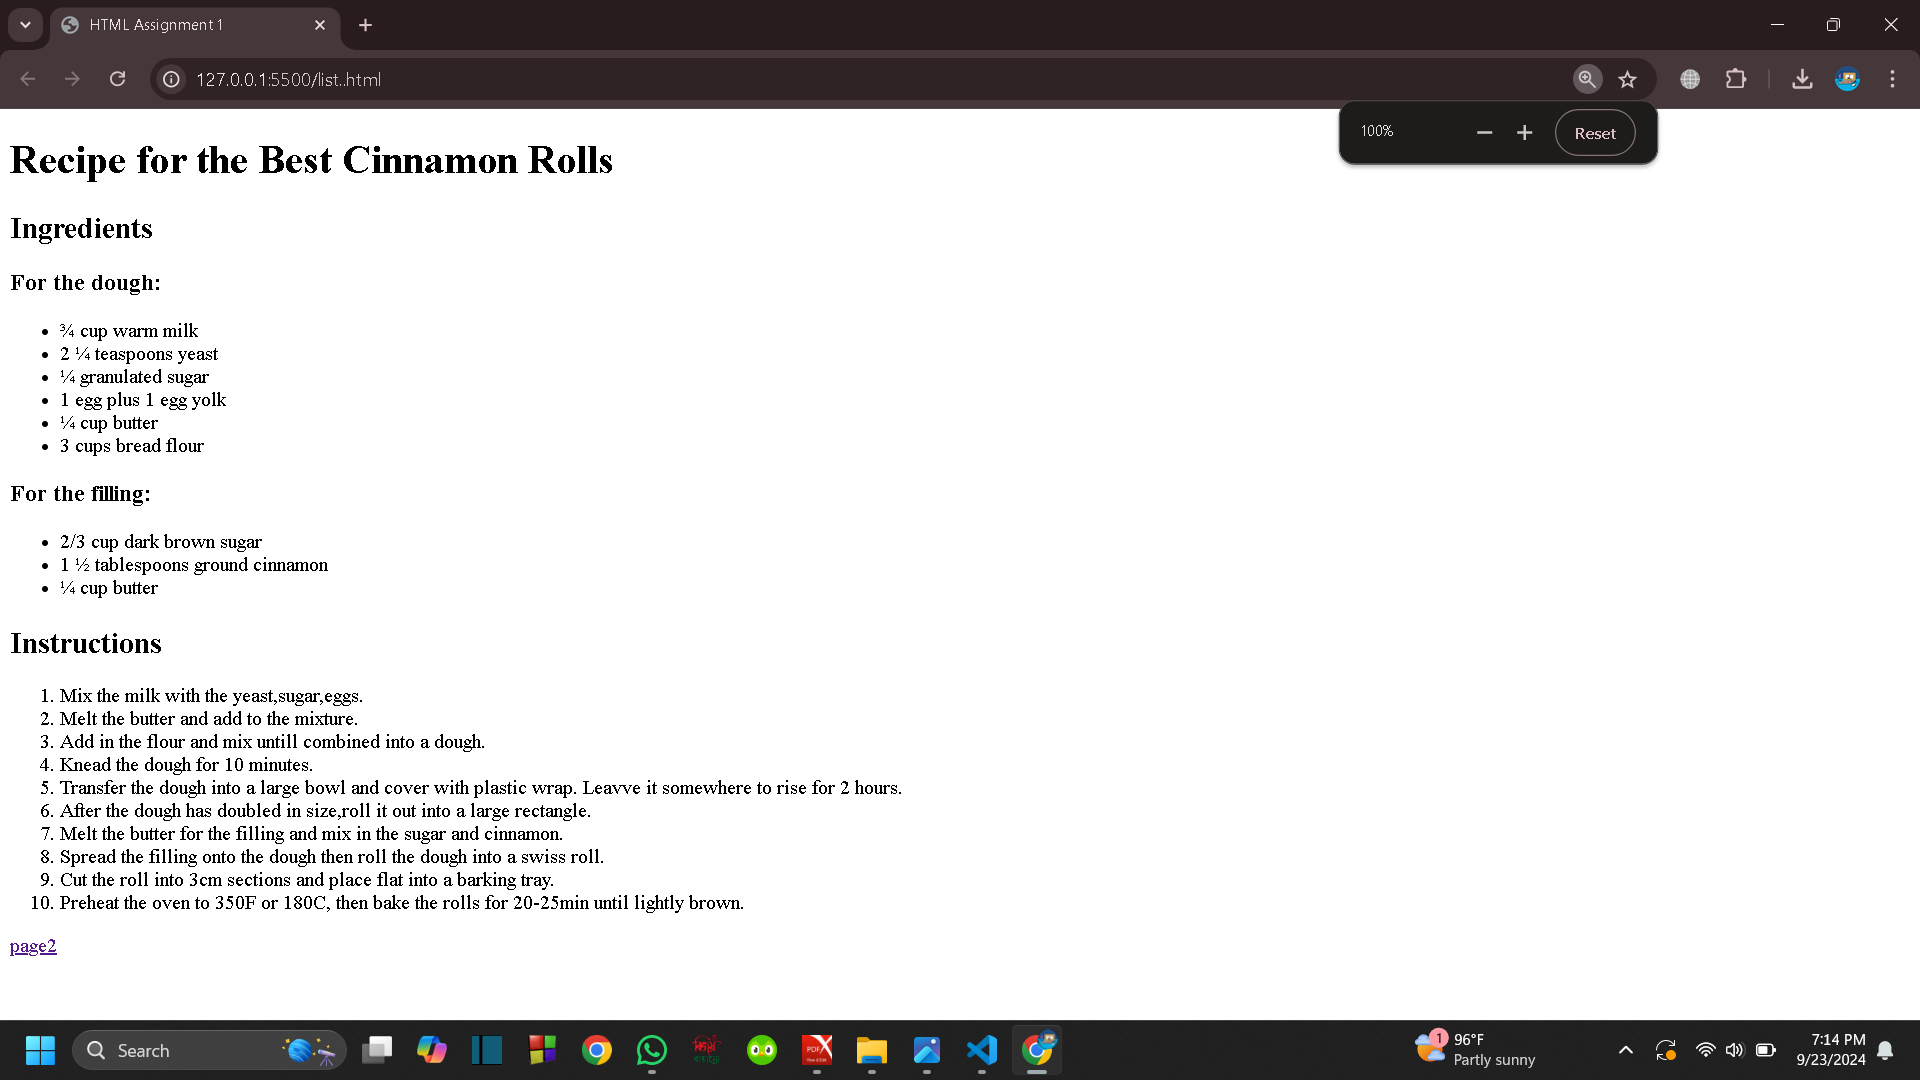 HTML Assignment 1
127.0.0.1:5500/list..html
100%
Reset
Recipe for the Best Cinnamon Rolls
Ingredients
For the dough:
¾ cup warm milk
2 ¼ teaspoons yeast
¼ granulated sugar
1 egg plus 1 egg yolk
¼ cup butter
3 cups bread flour
For the filling:
2/3 cup dark brown sugar
1 ½ tablespoons ground cinnamon
¼ cup butter
Instructions
1. Mix the milk with the yeast,sugar,eggs.
2. Melt the butter and add to the mixture.
3. Add in the flour and mix untill combined into a dough.
4. Knead the dough for 10 minutes.
5. Transfer the dough into a large bowl and cover with plastic wrap. Leavve it somewhere to rise for 2 hours.
6. After the dough has doubled in size,roll it out into a large rectangle.
7. Melt the butter for the filling and mix in the sugar and cinnamon.
8. Spread the filling onto the dough then roll the dough into a swiss roll.
9. Cut the roll into 3cm sections and place flat into a barking tray.
10. Preheat the oven to 350F or 180C, then bake the rolls for 20-25min until lightly brown.
page2
Search
PDF
1
96°F
Partly sunny
7:14 PM
9/23/2024